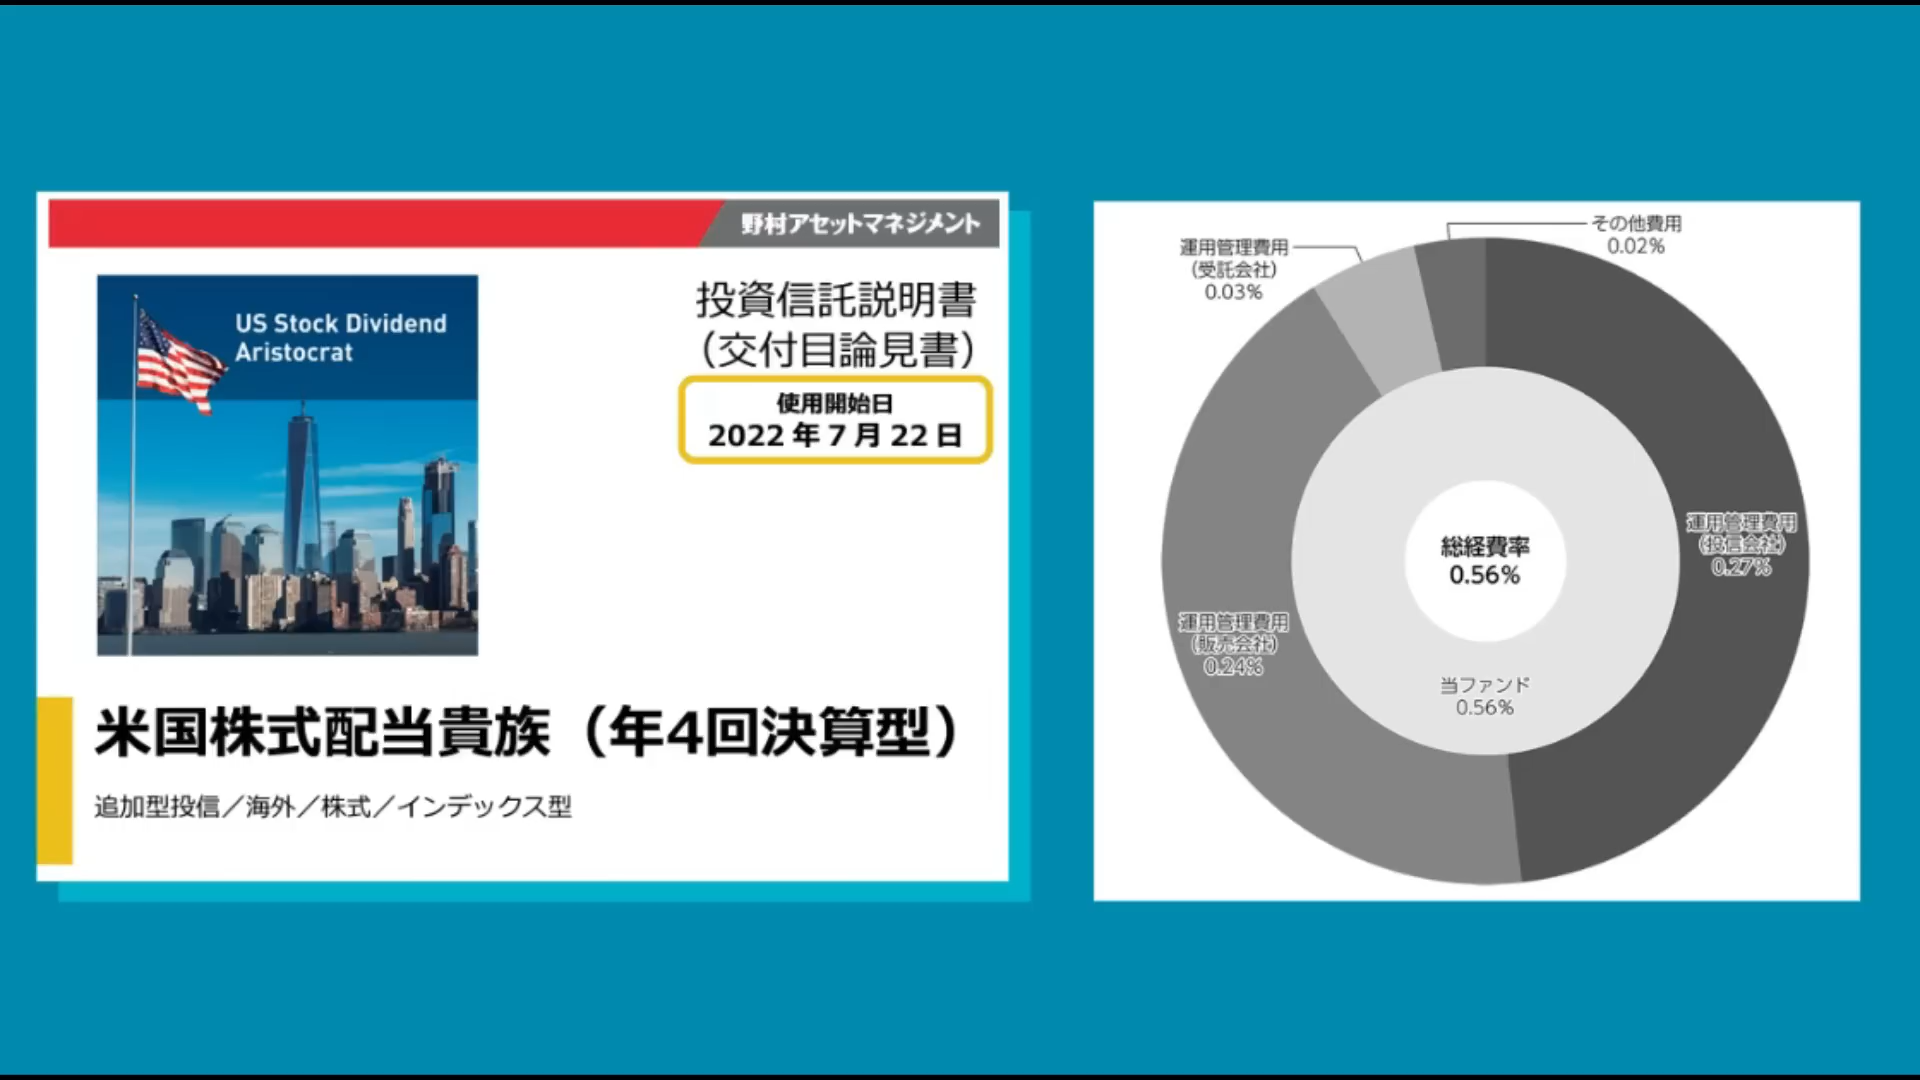 野村アセットマネジメント
US Stock Dividend
Aristocrat
投資信託説明書
（交付目論見書）
使用開始日
2022 年 7 月 22 日
米国株式配当貴族（年4回決算型）
追加型投信／海外／株式／インデックス型
その他費用
0.02%
運用管理費用
（受託会社）
0.03%
運用管理費用
（投信会社）
0.27%
総経費率
0.56%
運用管理費用
（販売会社）
0.24%
当ファンド
0.56%